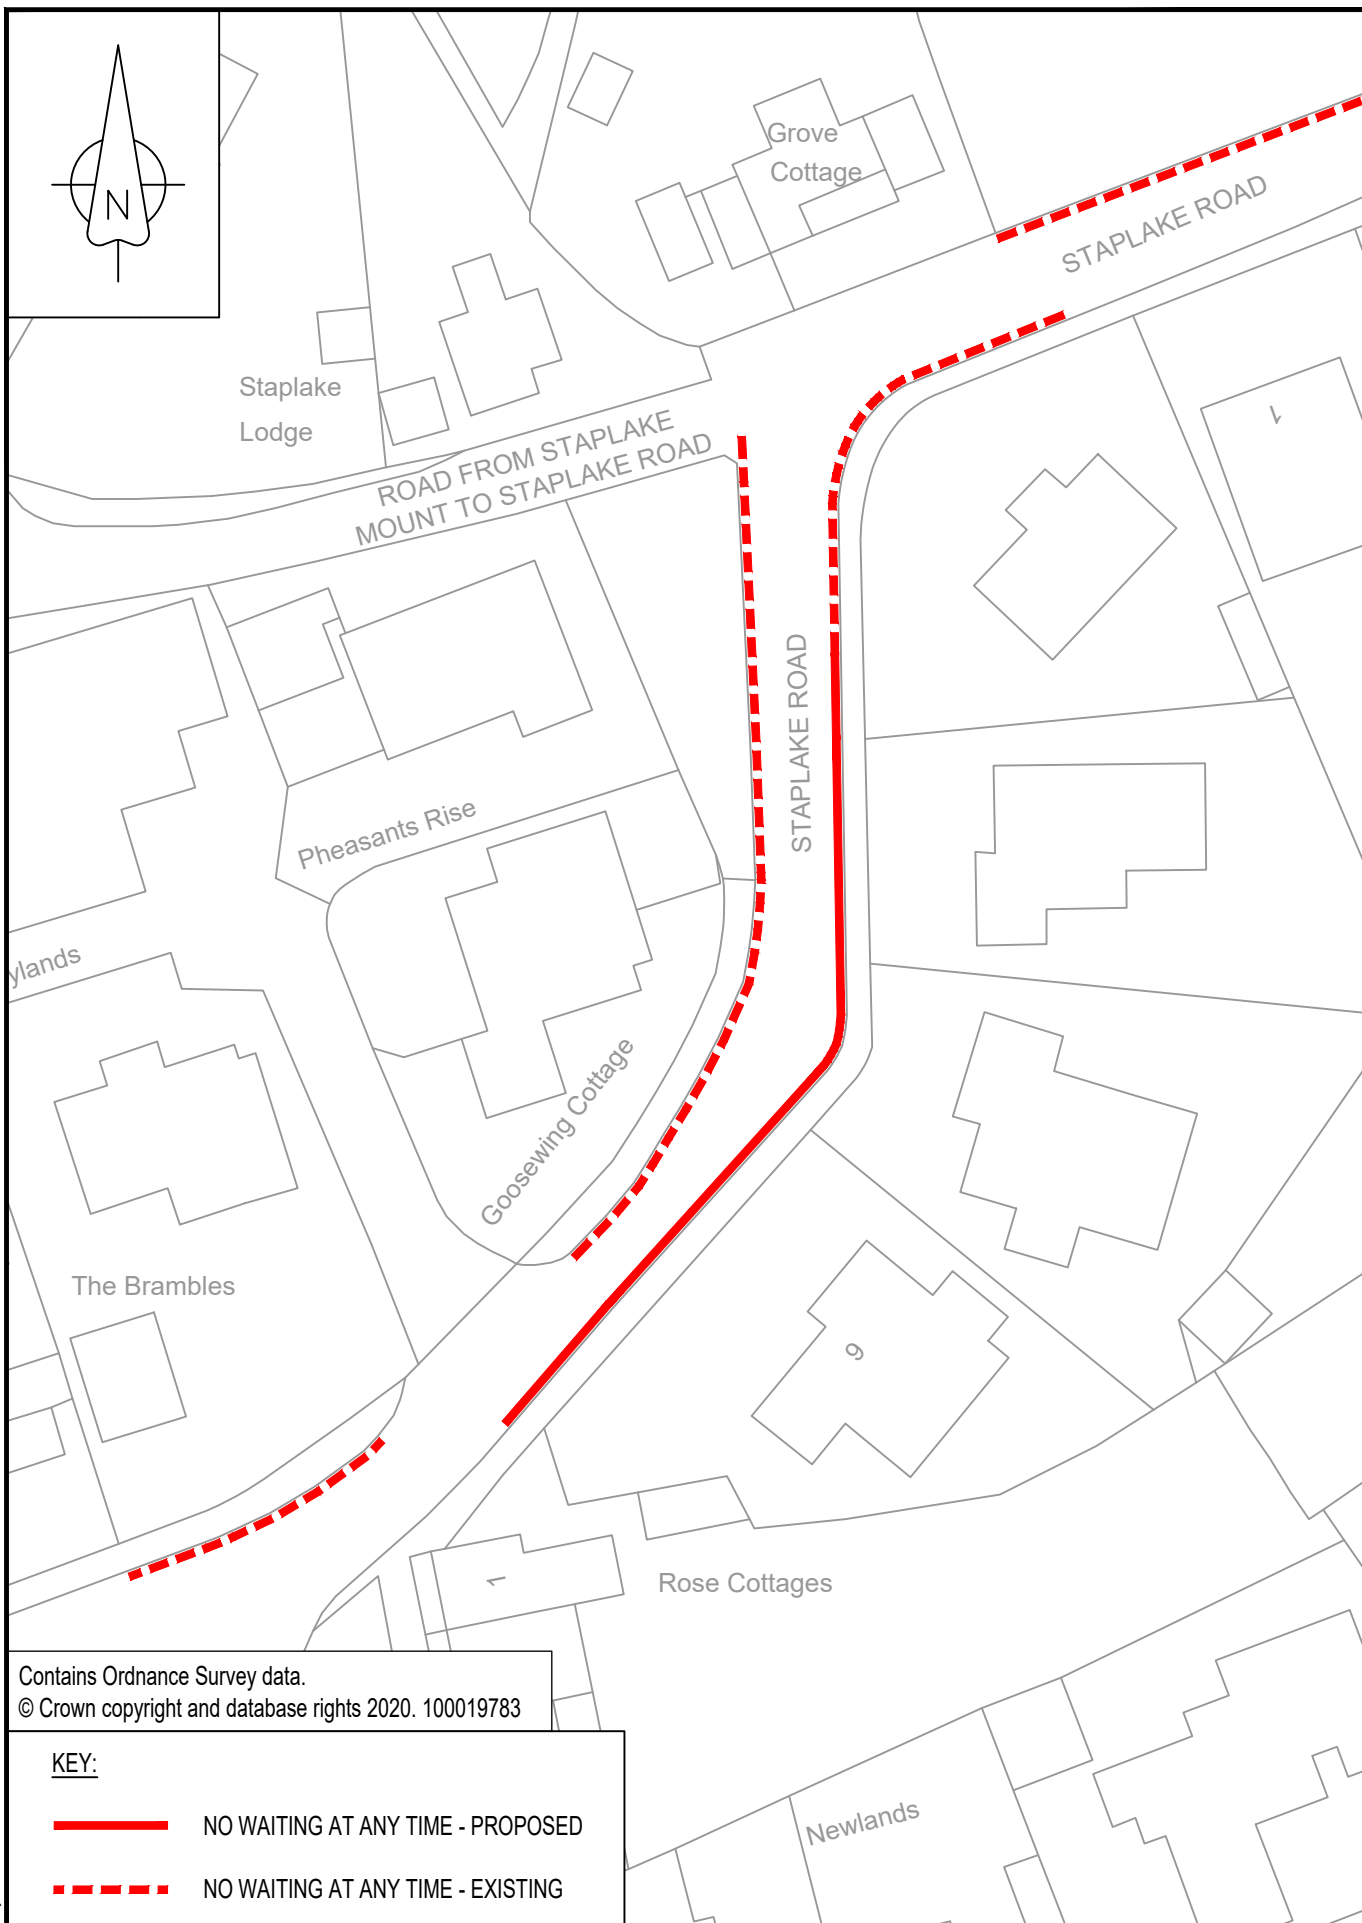 N
Grove
Cottage
STAPLAKE ROAD
Staplake
Lodge
ROAD FROM STAPLAKE
MOUNT TO STAPLAKE ROAD
1
STAPLAKE ROAD
Pheasants Rise
ylands
Goosewing Cottage
The Brambles
9
1
Rose Cottages
Contains Ordnance Survey data.
© Crown copyright and database rights 2020. 100019783
KEY:
NO WAITING AT ANY TIME - PROPOSED
NO WAITING AT ANY TIME - EXISTING
Newlands